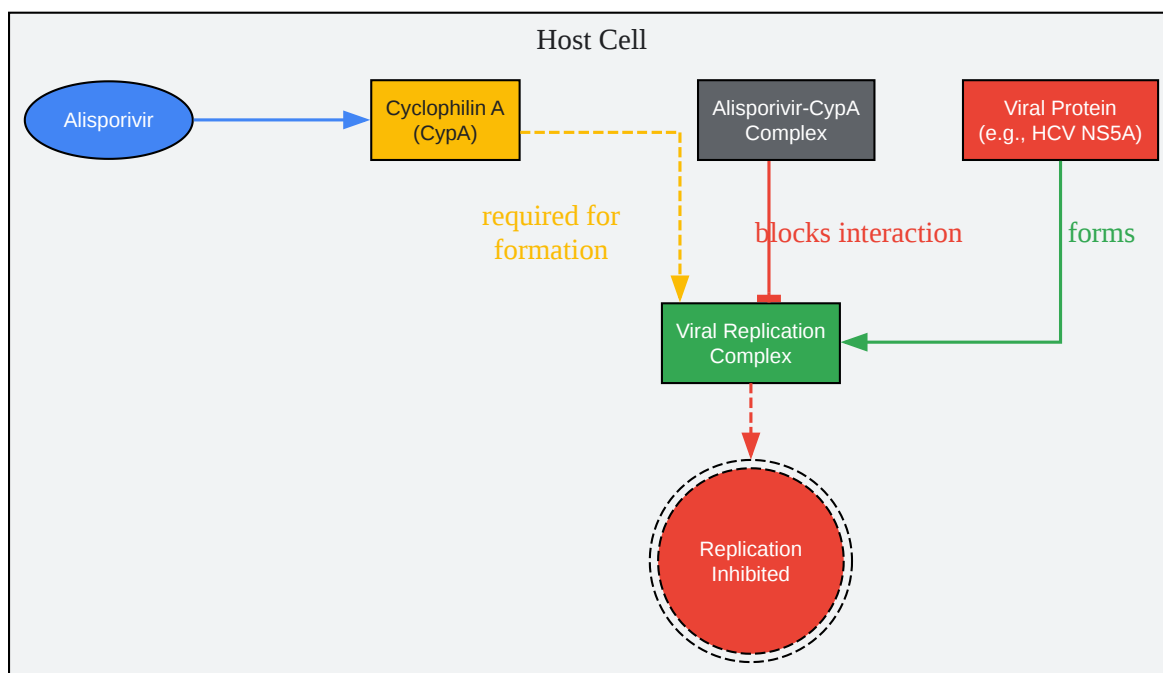 Host Cell
Alisporivir
Cyclophilin A
(CypA)
Alisporivir-CypA
Complex
Viral Protein
(e.g., HCV NS5A)
required for
formation
blocks interaction
forms
Viral Replication
Complex
Replication
Inhibited